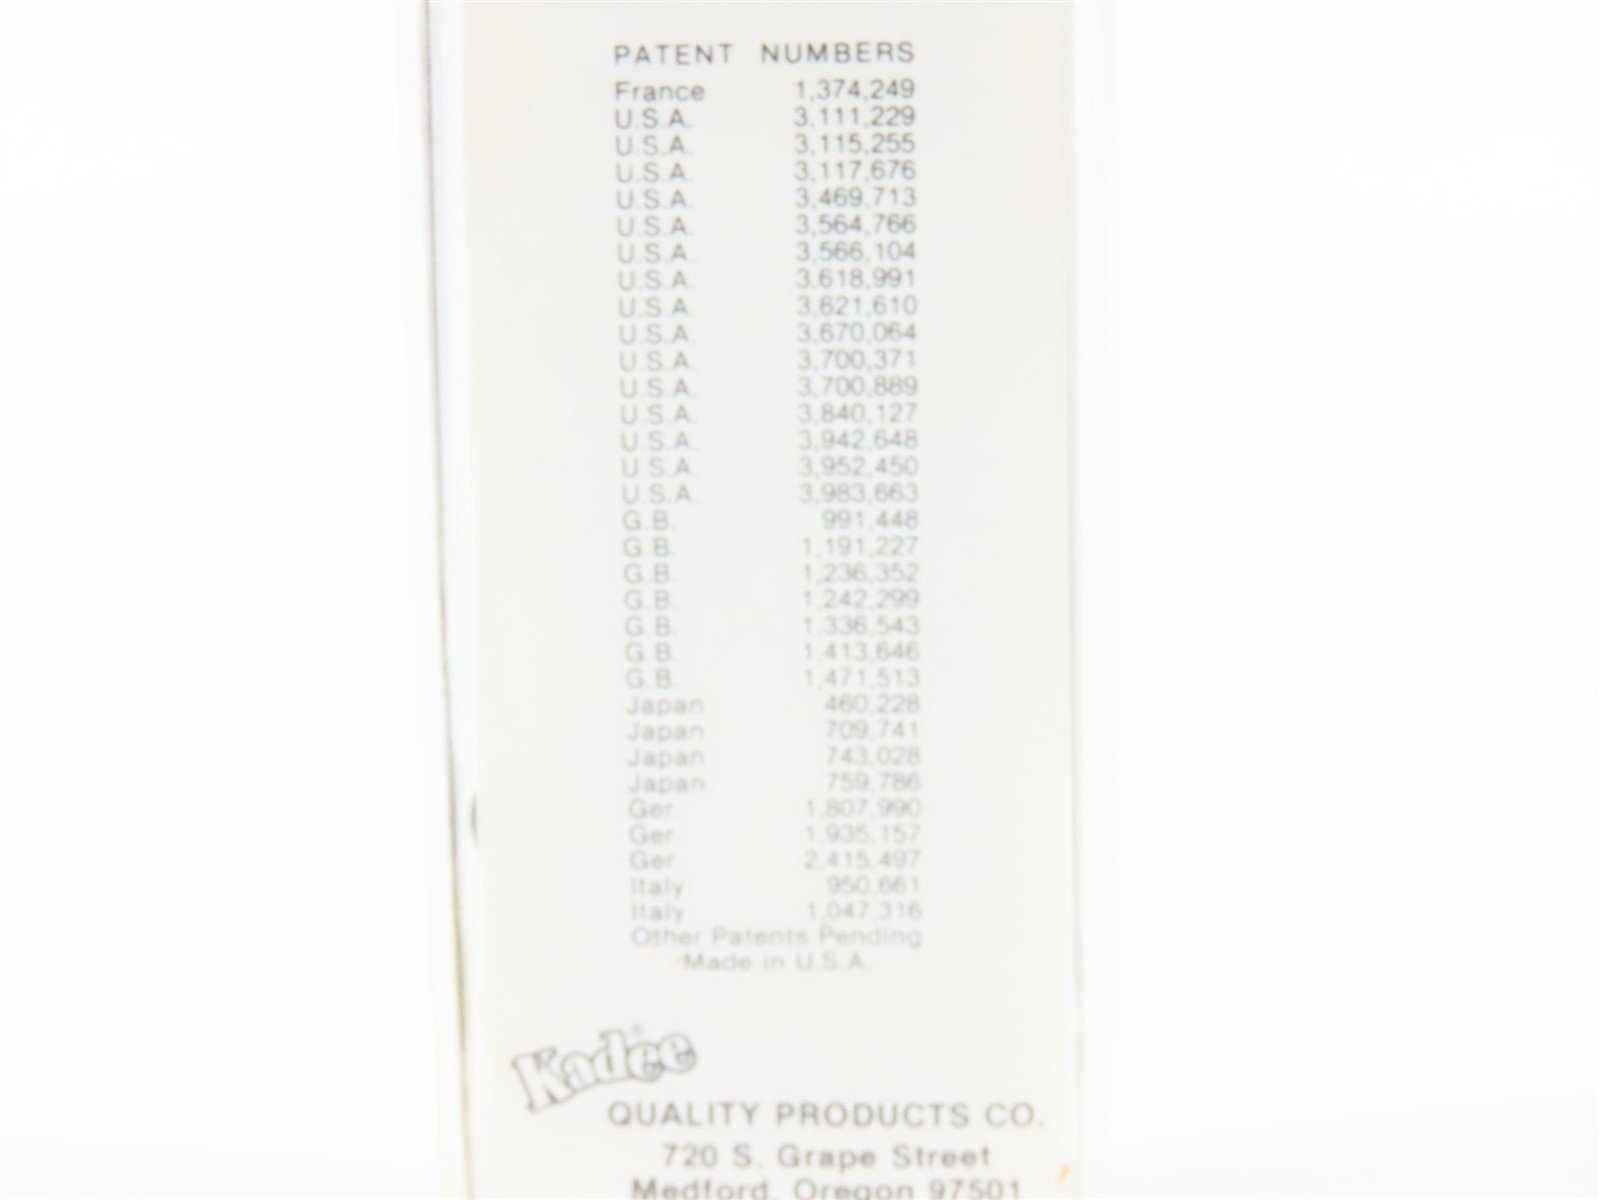 PATENT NUMBERS
France 1,374,249
U.S.A. 3,111,229
U.S.A. 3,115,255
U.S.A. 3,117,676
U.S.A. 3,469,713
U.S.A. 3,564,766
U.S.A. 3,566,104
U.S.A. 3,618,991
U.S.A. 3,621,610
U.S.A. 3,670,064
U.S.A. 3,700,371
U.S.A. 3,700,889
U.S.A. 3,840,127
U.S.A. 3,942,648
U.S.A. 3,952,450
U.S.A. 3,983,663
G.B. 991,448
G.B. 1,191,227
G.B. 1,236,352
G.B. 1,242,299
G.B. 1,336,543
G.B. 1,413,646
G.B. 1,471,513
Japan 460,228
Japan 709,741
Japan 743,028
Japan 759,786
Ger. 1,807,990
Ger. 1,935,157
Ger. 2,415,497
Italy 950,661
Italy 1,047,316
Other Patents Pending
Made in U.S.A.
Kadee®
QUALITY PRODUCTS CO.
720 S. Grape Street
Medford, Oregon 97501